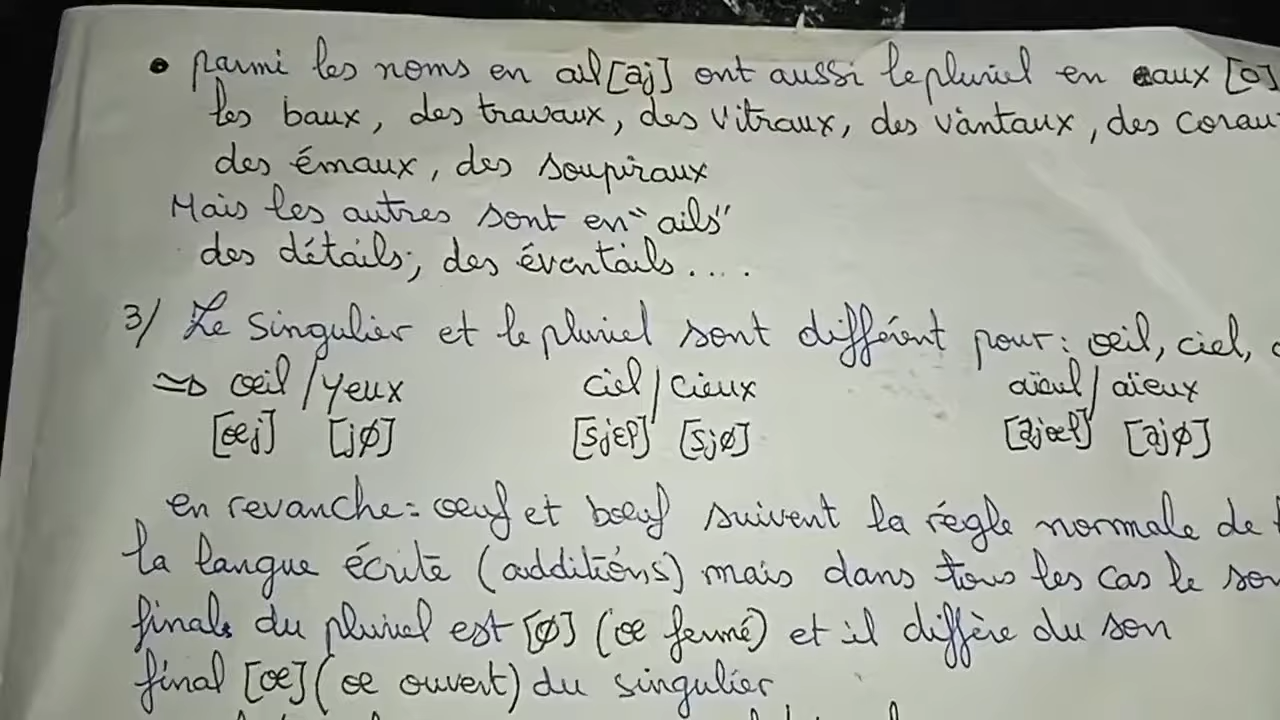 • parmi les noms en ail [aj] ont aussi le pluriel en eaux [o]
les baux, des travaux, des vitraux, des vantaux, des corau
des émaux, des soupiraux
Mais les autres sont en "ails"
des détails, des éventails....
3/ Le singulier et le pluriel sont différent pour : œil, ciel,
⇒ œil / yeux ciel / cieux aïeul / aïeux
[œj] [jø] [sjɛl] [sjø] [ajœl] [ajø]
en revanche : œuf et bœuf suivent la règle normale de
la langue écrite (additions) mais dans tous les cas le son
final du pluriel est [ø] (œ fermé) et il diffère du son
final [œ] (œ ouvert) du singulier